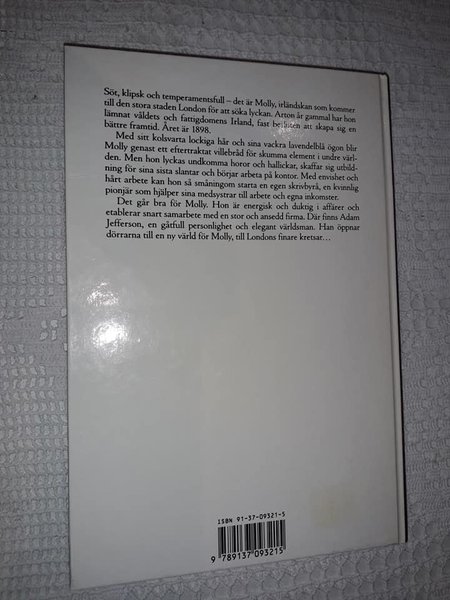 Söt, klipsk och temperamentsfull – det är Molly, irländskan som kommer
till den stora staden London för att söka lyckan. Arton år gammal har hon
lämnat våldets och fattigdomens Irland, fast besluten att skapa sig en
bättre framtid. Året är 1898.
Med sitt kolsvarta lockiga hår och sina vackra lavendelblå ögon blir
Molly genast ett eftertraktat villebråd för skumma element i undre värl-
den. Men hon lyckas undkomma horor och hallickar, skaffar sig utbild-
ning för sina sista slantar och börjar arbeta på kontor. Med envishet och
hårt arbete kan hon så småningom starta en egen skrivbyrå, en kvinnlig
pionjär som hjälper sina medsystrar till arbete och egna inkomster.
Det går bra för Molly. Hon är energisk och duktig i affärer och
etablerar snart samarbete med en stor och ansedd firma. Där finns Adam
Jefferson, en gåtfull personlighet och elegant världsman. Han öppnar
dörrarna till en ny värld för Molly, till Londons finare kretsar…
ISBN 91-37-09321-5
9 789137 093215